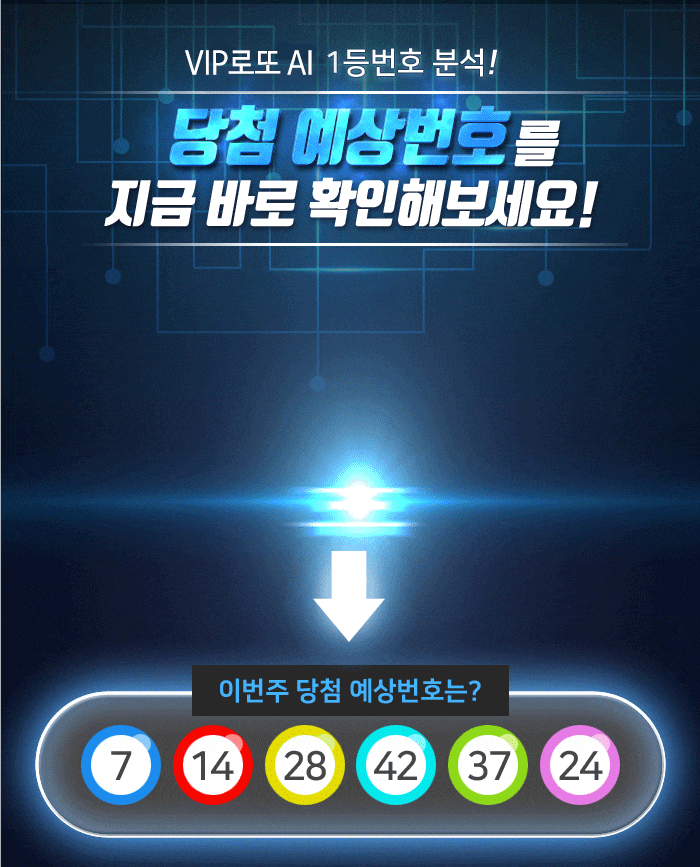 VIP로또 AI 1등번호 분석!
당첨 예상번호를
지금 바로 확인해보세요!
이번주 당첨 예상번호는?
7 14 28 42 37 24